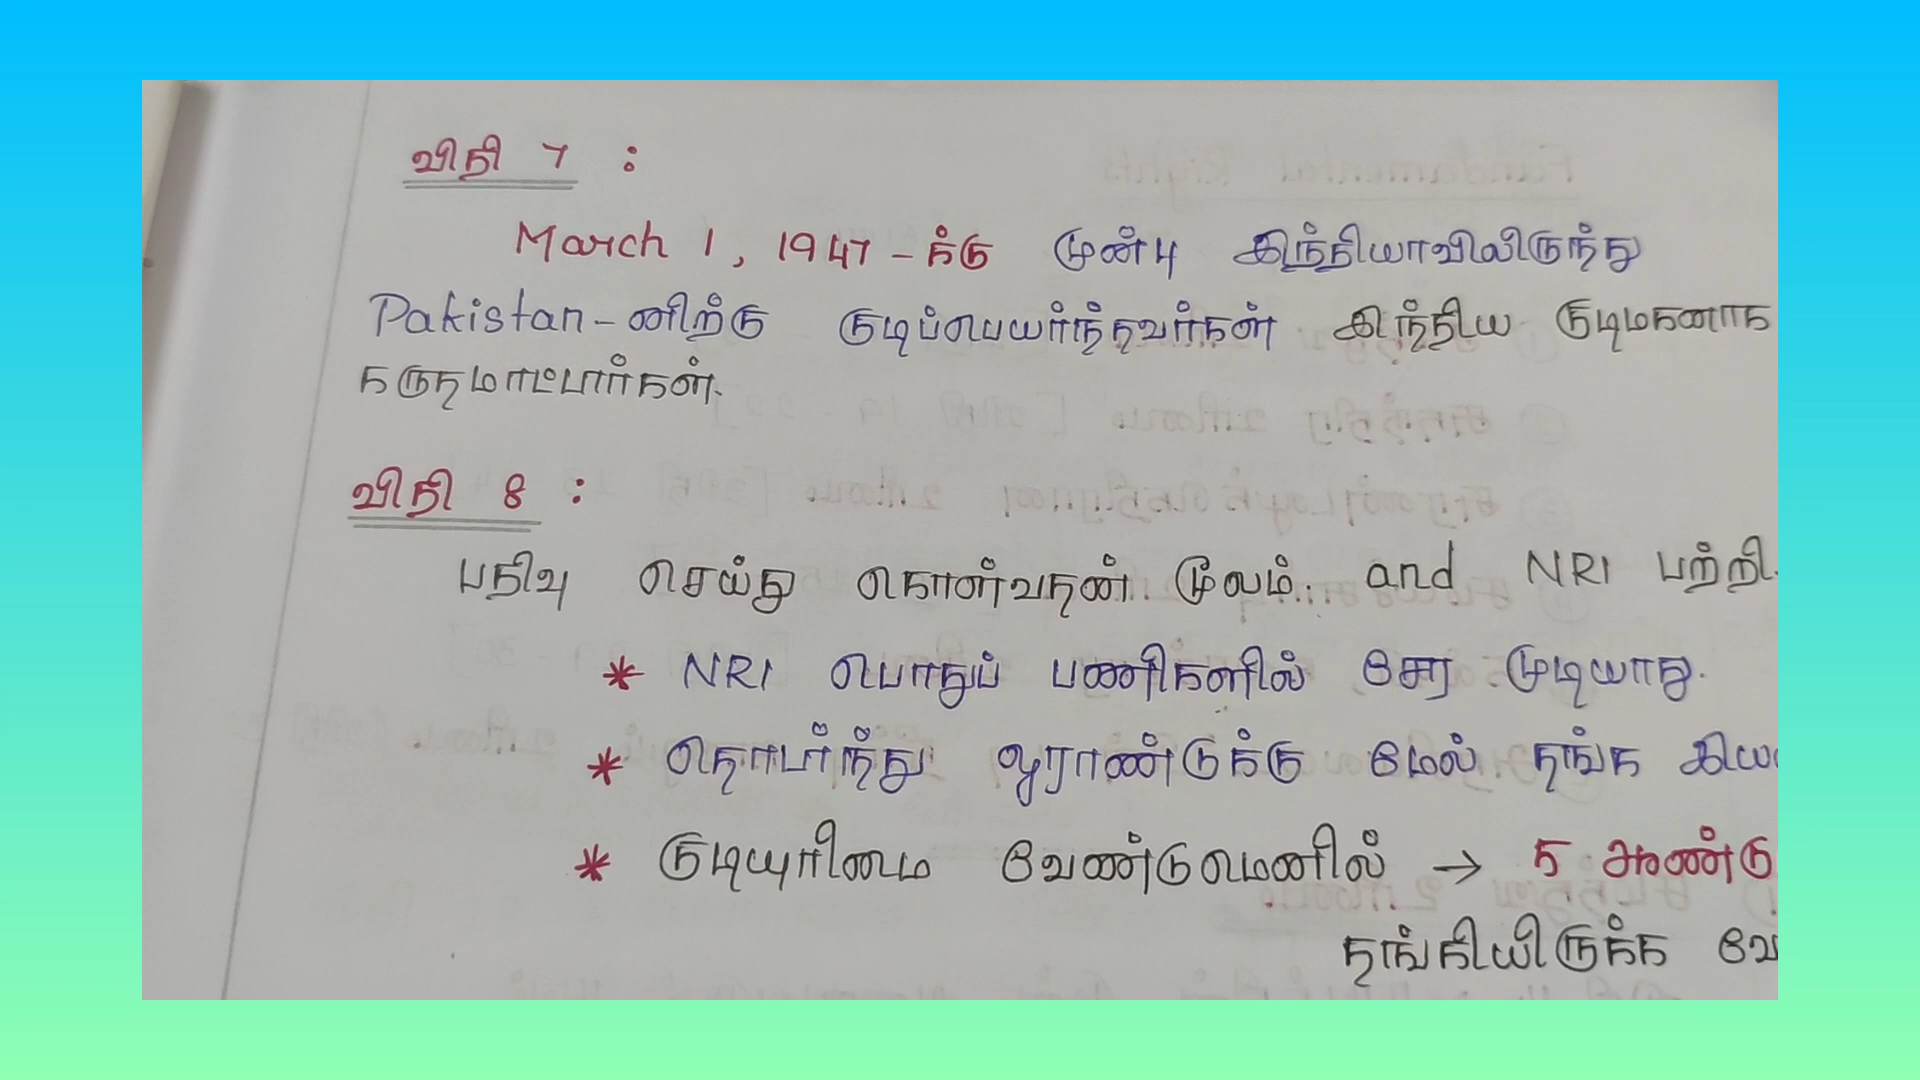 விதி 7 :
March 1, 1947 - க்கு முன்பு இந்தியாவிலிருந்து
Pakistan - னிற்கு குடிப்பெயர்ந்தவர்கள் இந்திய குடிமகனாக
கருதமாட்டார்கள்.
விதி 8 :
பதிவு செய்து கொள்வதன் மூலம். and NRI பற்றி.
* NRI பொதுப் பணிகளில் சேர முடியாது.
* தொடர்ந்து ஓராண்டுக்கு மேல் தங்க இய
* குடியுரிமை வேண்டுமெனில் → 5 ஆண்டு
தங்கியிருக்க வே